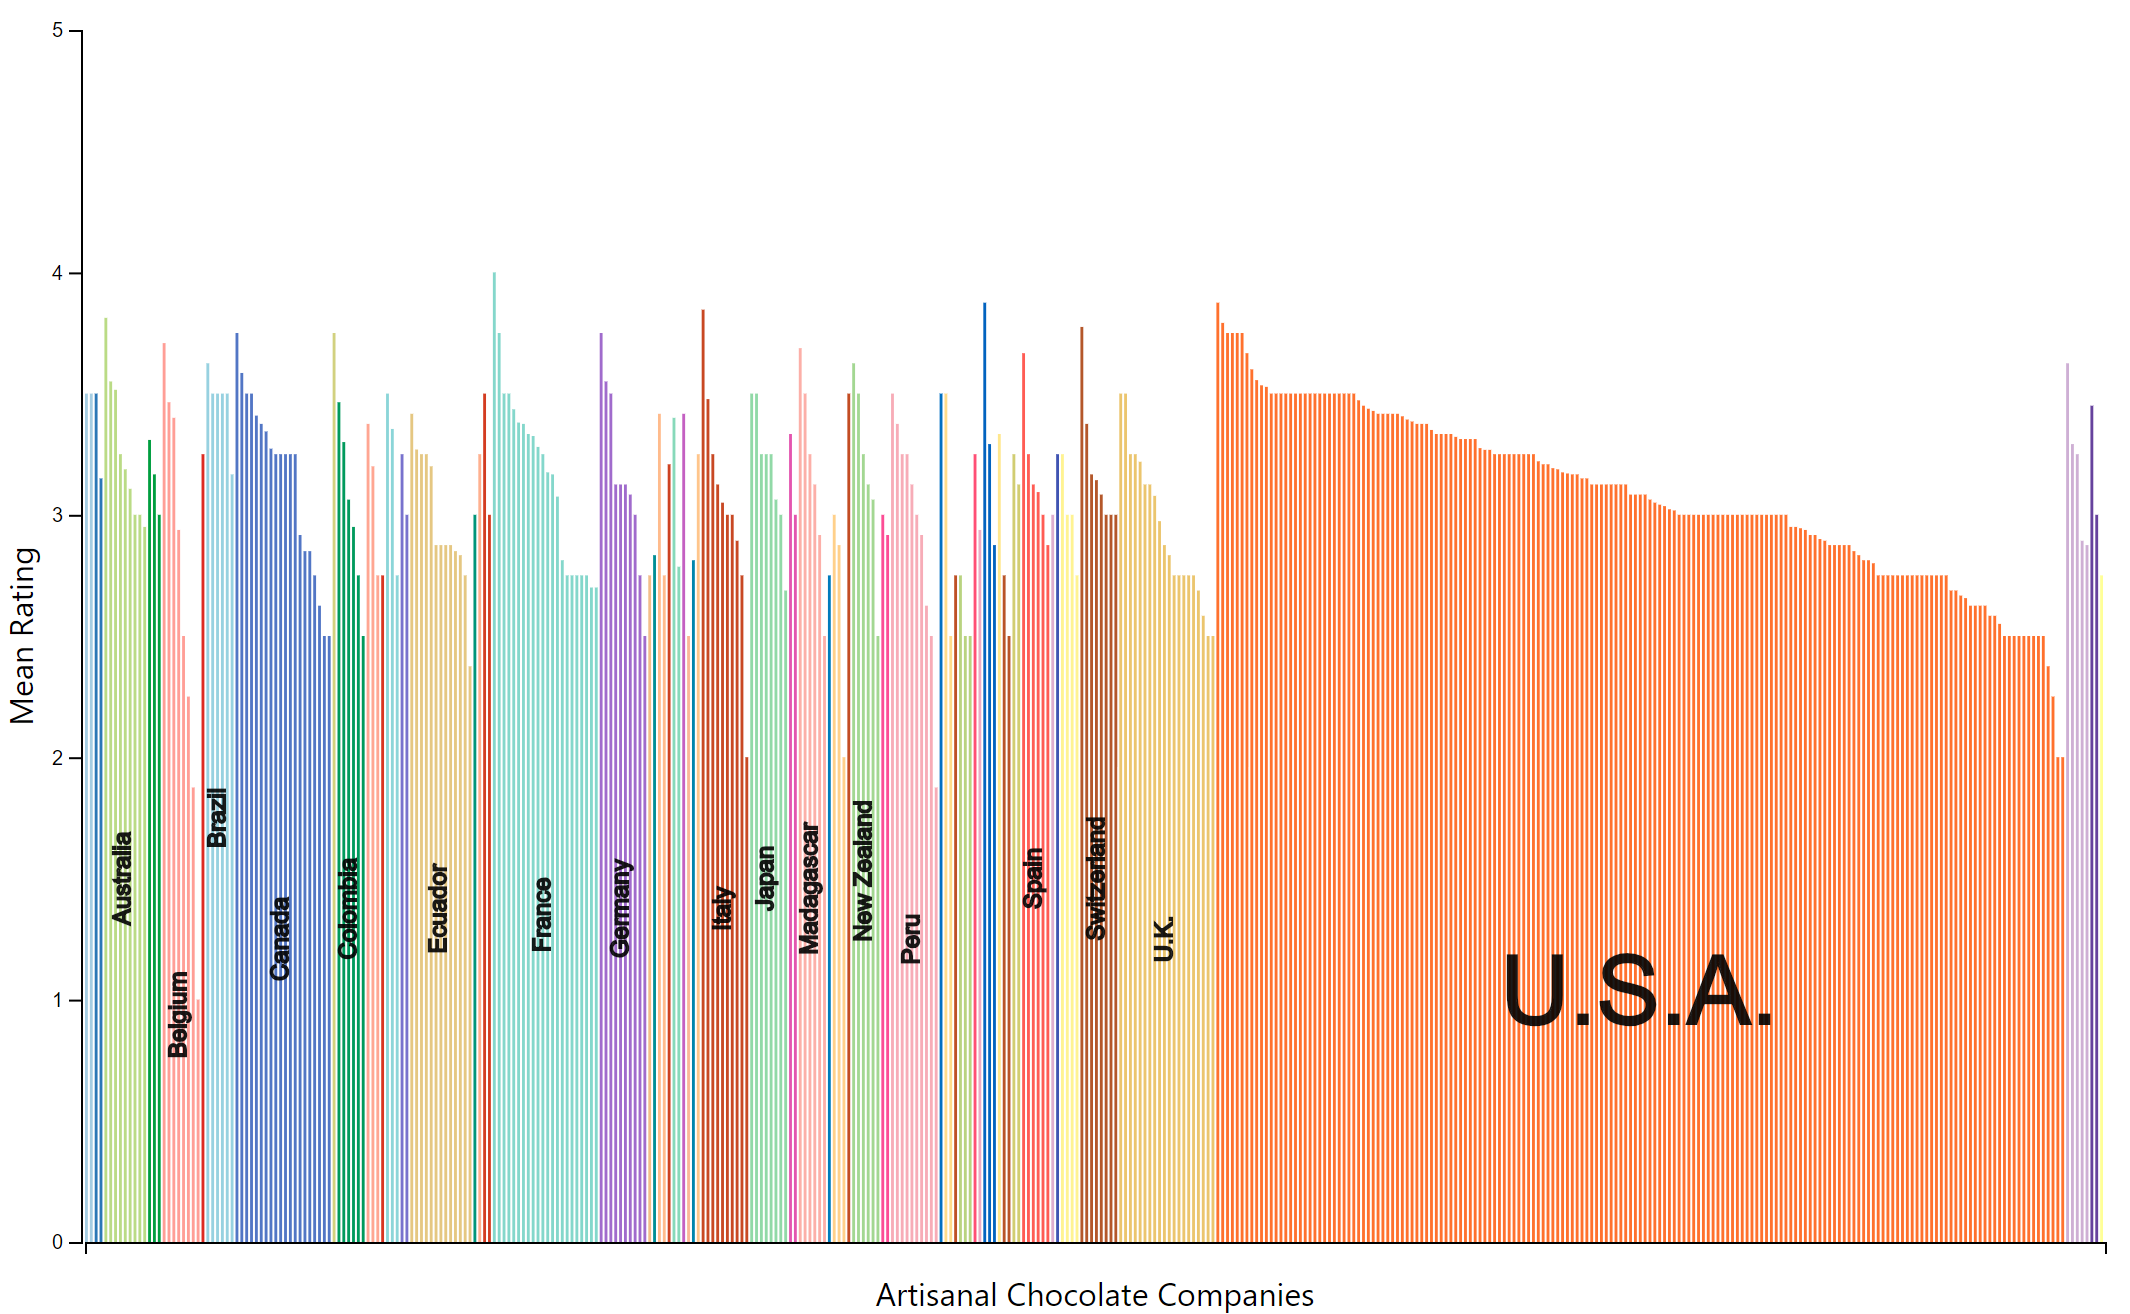 5
4
3
2
1
0
Mean Rating
Australia
Belgium
Brazil
Canada
Colombia
Ecuador
France
Germany
Italy
Japan
Madagascar
New Zealand
Peru
Spain
Switzerland
U.K.
U.S.A.
Artisanal Chocolate Companies